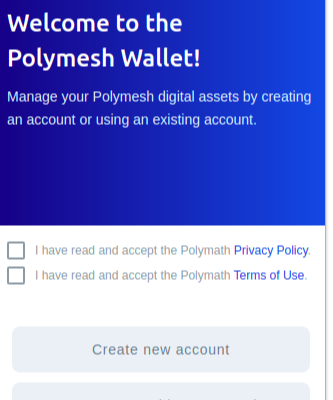 Welcome to the
Polymesh Wallet!
Manage your Polymesh digital assets by creating
an account or using an existing account.
I have read and accept the Polymath Privacy Policy.
I have read and accept the Polymath Terms of Use.
Create new account